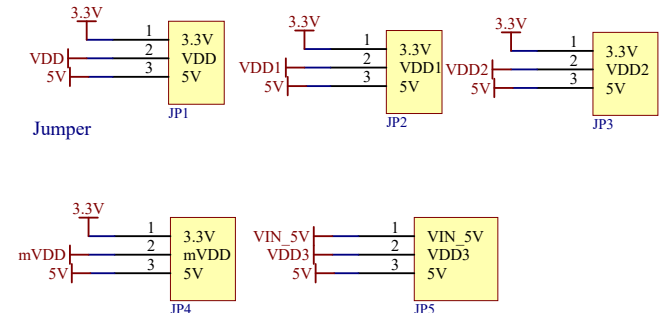 3.3V
1
3.3V
VDD
2
VDD
5V
3
5V
JP1
Jumper
3.3V
1
3.3V
VDD1
2
VDD1
5V
3
5V
JP2
3.3V
1
3.3V
VDD2
2
VDD2
5V
3
5V
JP3
3.3V
1
3.3V
mVDD
2
mVDD
5V
3
5V
JP4
VIN_5V
1
VIN_5V
VDD3
2
VDD3
5V
3
5V
JP5